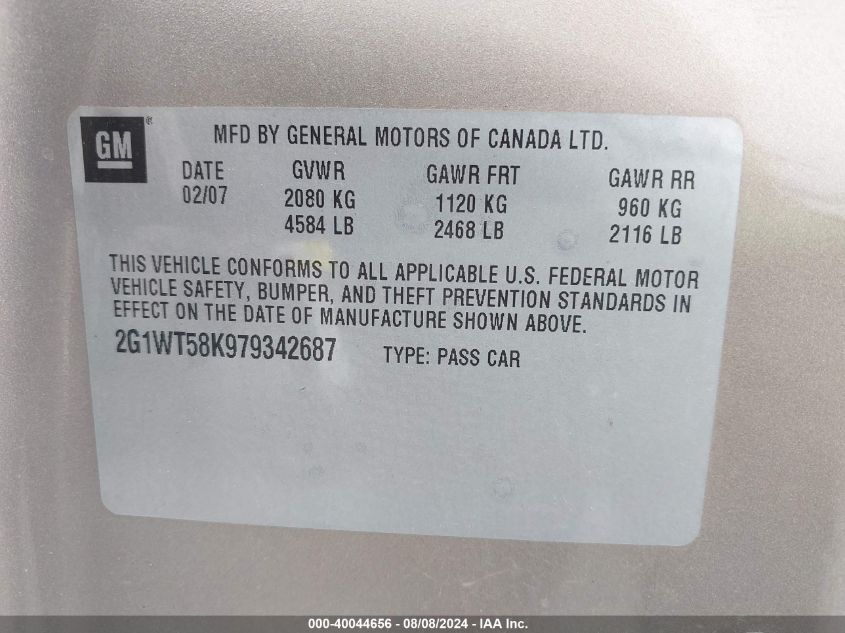 GM®
MFD BY GENERAL MOTORS OF CANADA LTD.
DATE GVWR GAWR FRT GAWR RR
02/07 2080 KG 1120 KG 960 KG
4584 LB 2468 LB 2116 LB
THIS VEHICLE CONFORMS TO ALL APPLICABLE U.S. FEDERAL MOTOR
VEHICLE SAFETY, BUMPER, AND THEFT PREVENTION STANDARDS IN
EFFECT ON THE DATE OF MANUFACTURE SHOWN ABOVE.
2G1WT58K979342687 TYPE: PASS CAR
000-40044656 - 08/08/2024 - IAA Inc.